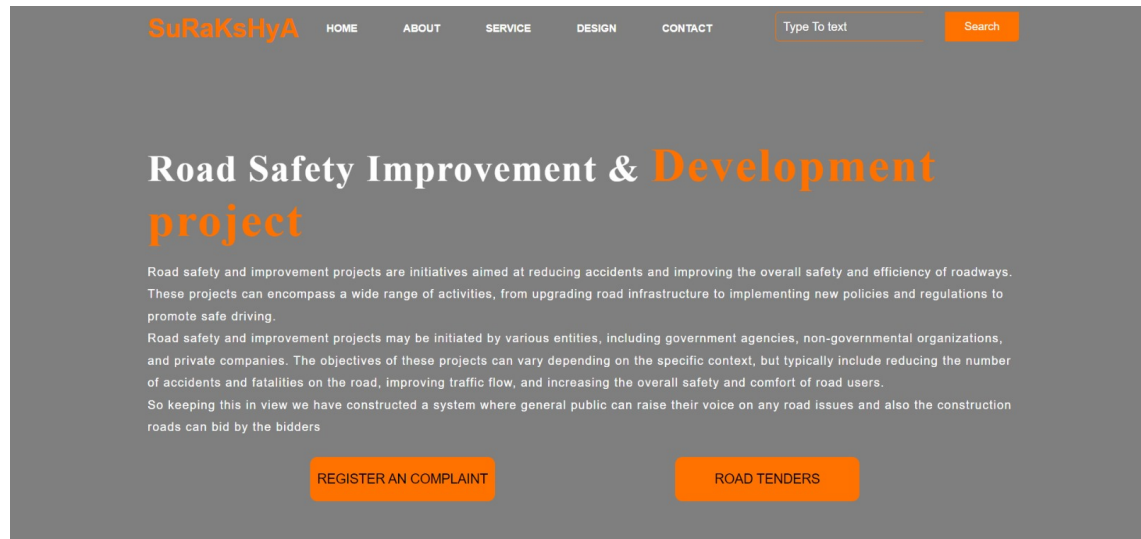 SuRaKsHyA HOME ABOUT SERVICE DESIGN CONTACT Type To text Search
Road Safety Improvement & Development
project
Road safety and improvement projects are initiatives aimed at reducing accidents and improving the overall safety and efficiency of roadways.
These projects can encompass a wide range of activities, from upgrading road infrastructure to implementing new policies and regulations to
promote safe driving.
Road safety and improvement projects may be initiated by various entities, including government agencies, non-governmental organizations,
and private companies. The objectives of these projects can vary depending on the specific context, but typically include reducing the number
of accidents and fatalities on the road, improving traffic flow, and increasing the overall safety and comfort of road users.
So keeping this in view we have constructed a system where general public can raise their voice on any road issues and also the construction
roads can bid by the bidders
REGISTER AN COMPLAINT ROAD TENDERS